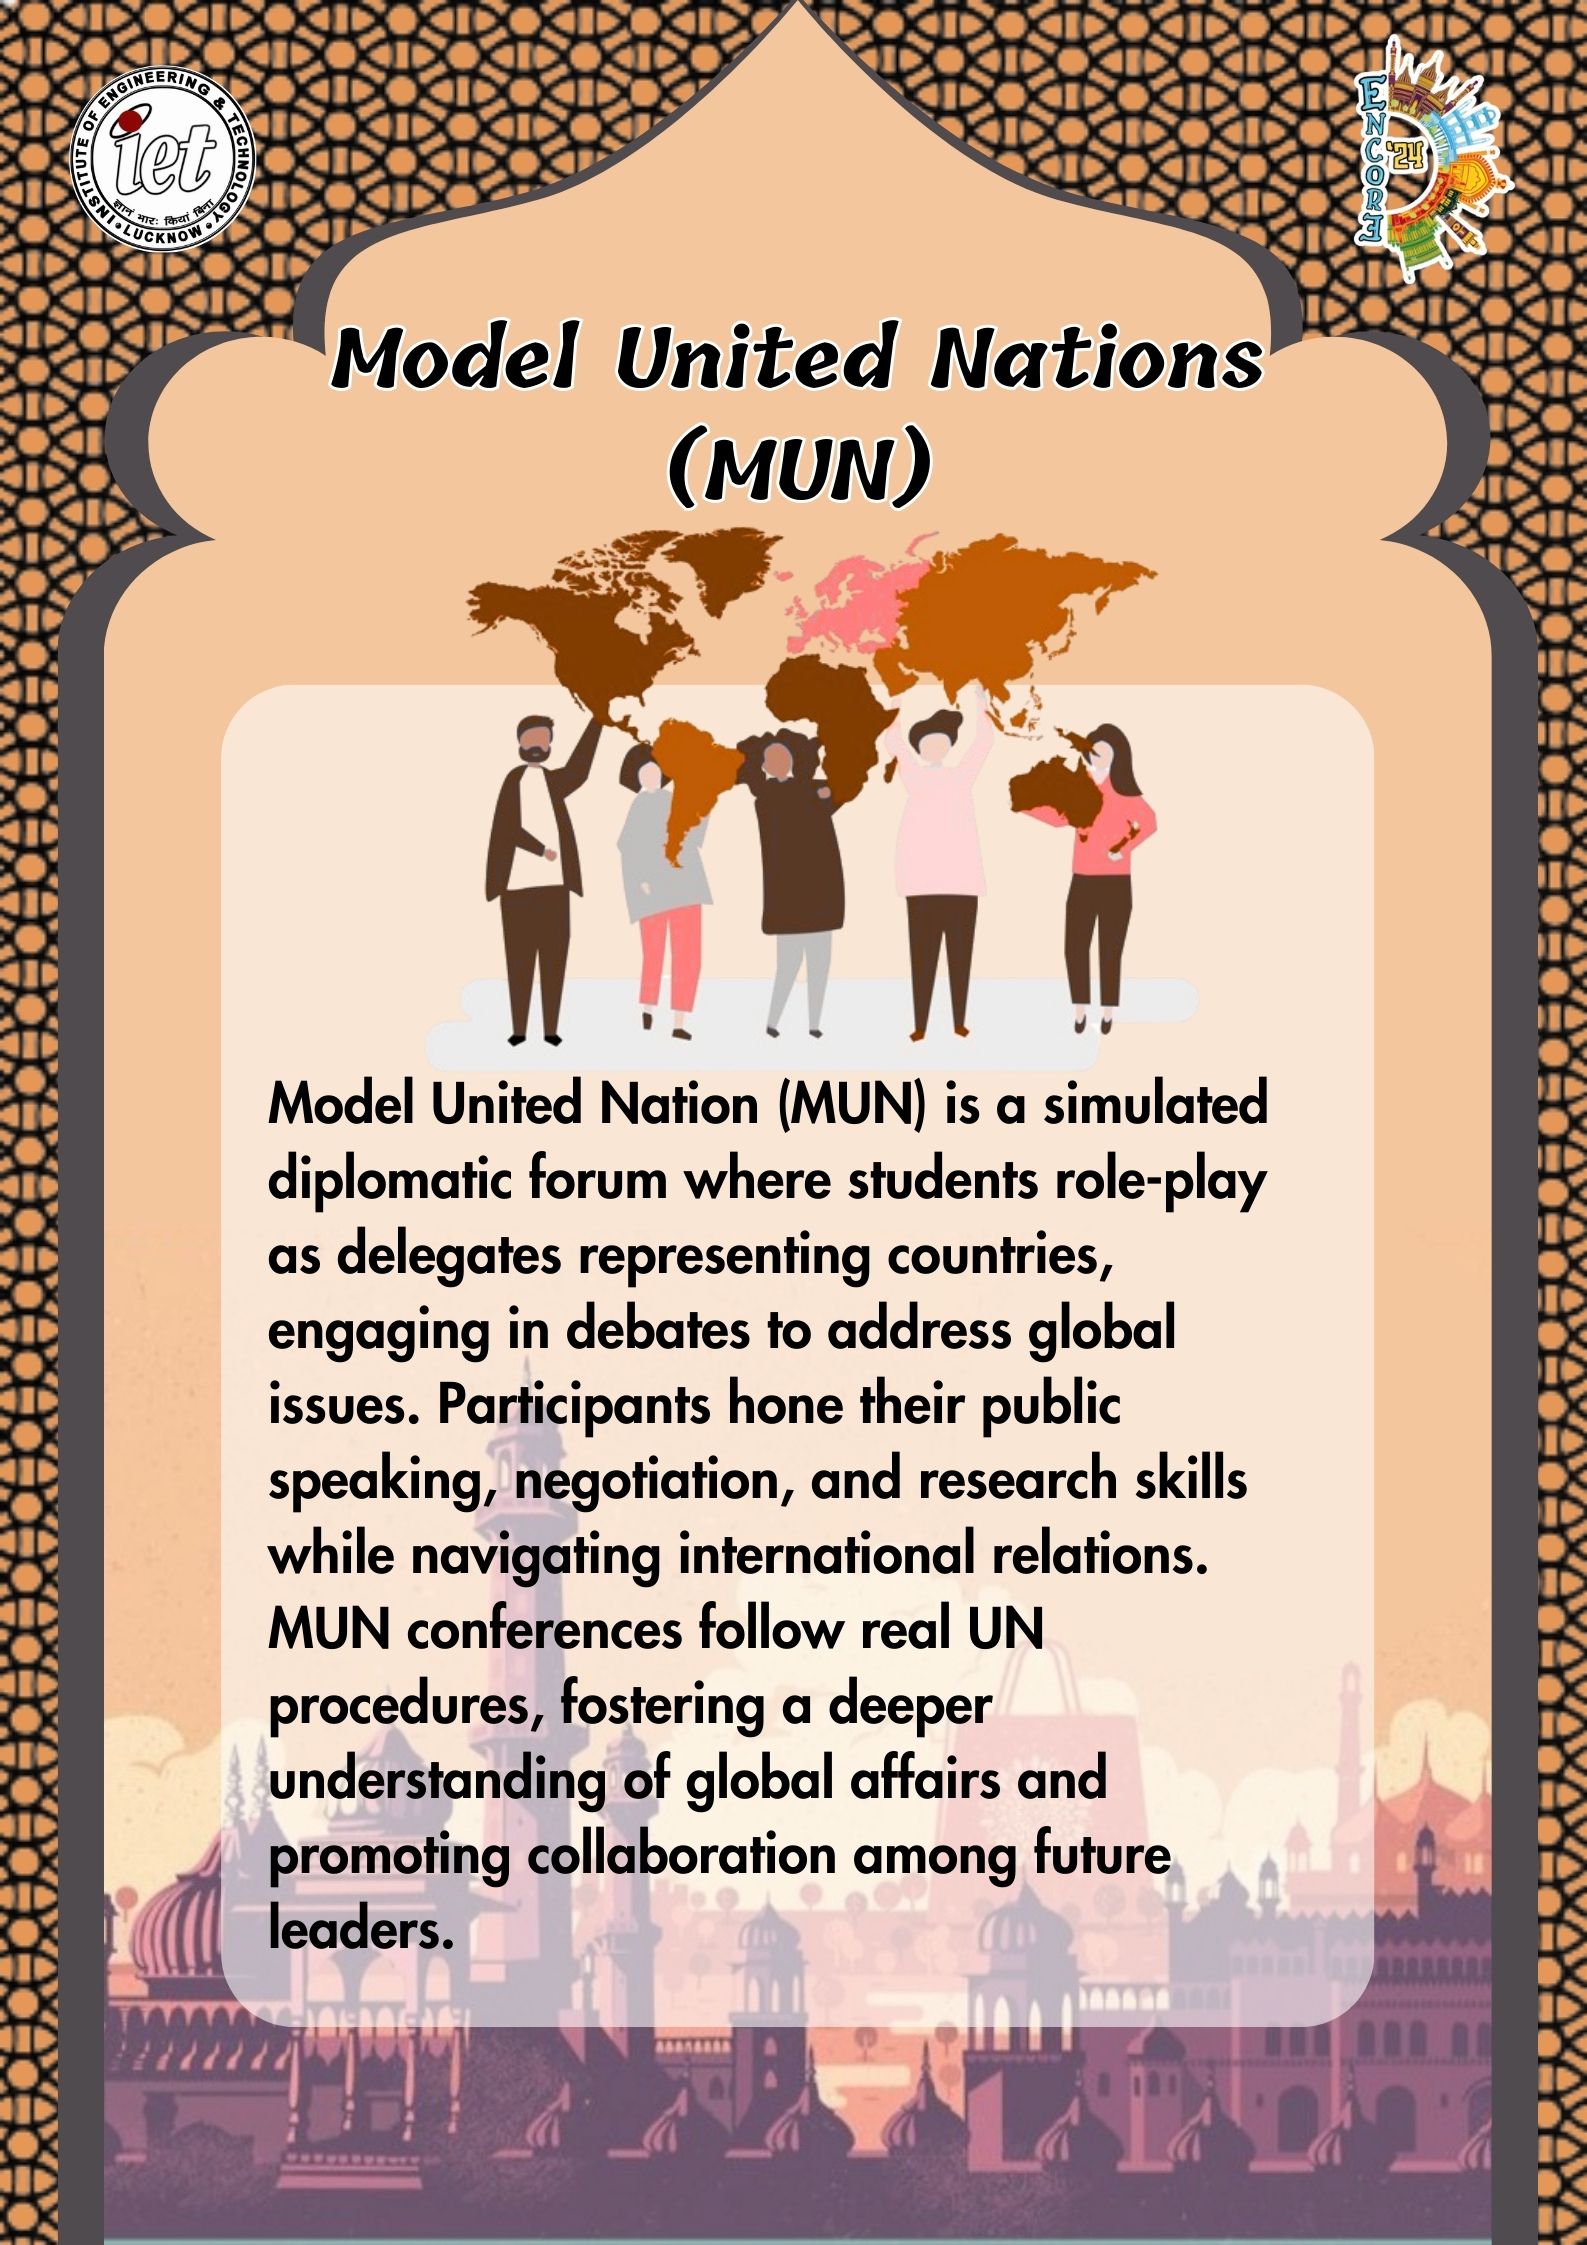 INSTITUTE OF ENGINEERING & TECHNOLOGY
iet
LUCKNOW
ENCORE
'24
Model United Nations
(MUN)
Model United Nation (MUN) is a simulated
diplomatic forum where students role-play
as delegates representing countries,
engaging in debates to address global
issues. Participants hone their public
speaking, negotiation, and research skills
while navigating international relations.
MUN conferences follow real UN
procedures, fostering a deeper
understanding of global affairs and
promoting collaboration among future
leaders.